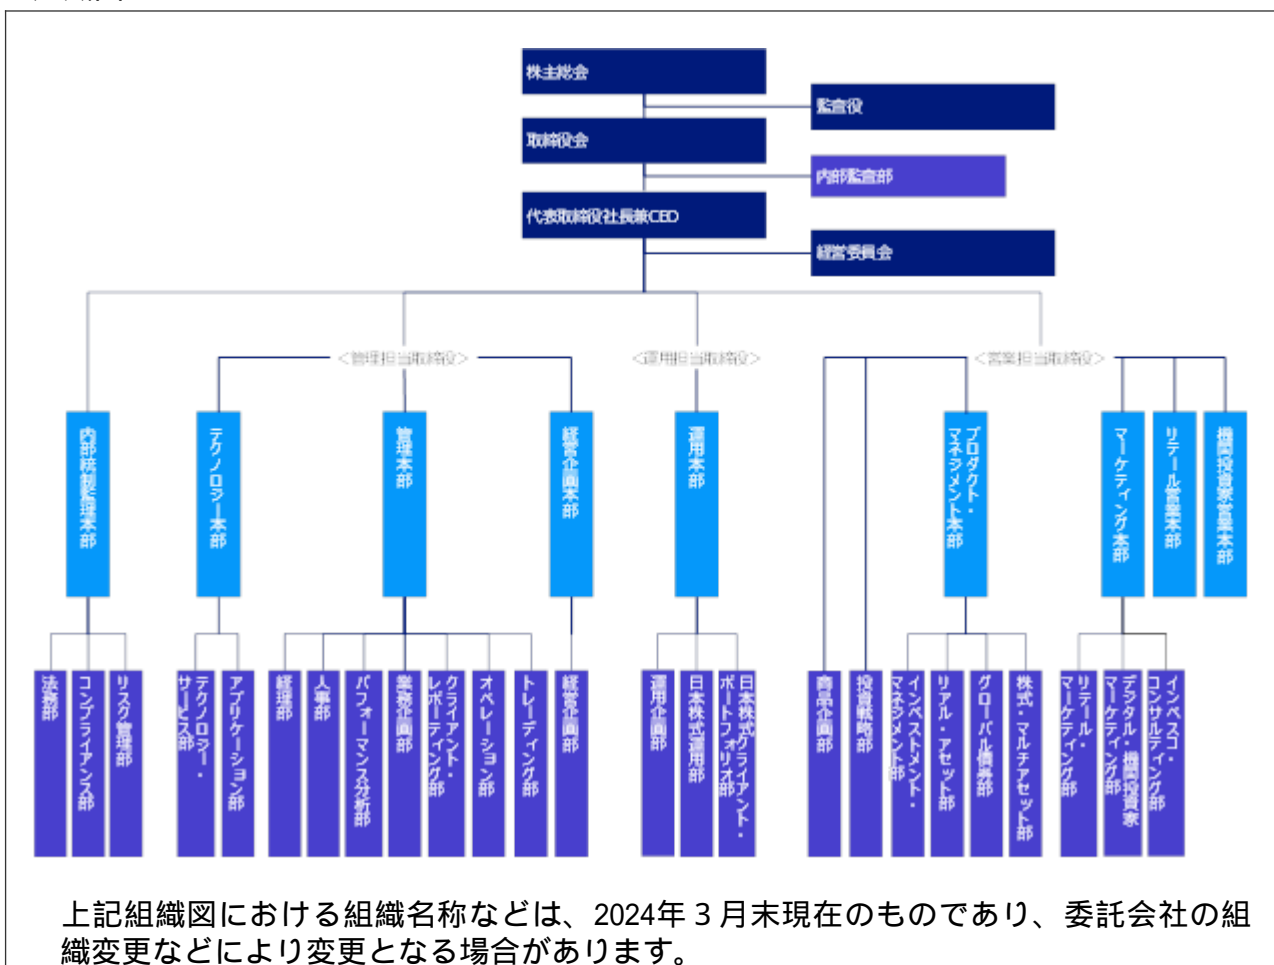 株主総会
監査役
取締役会
内部監査部
代表取締役社長兼CEO
経営委員会
<管理担当取締役>
<運用担当取締役>
<営業担当取締役>
内部統制監理本部
テクノロジー本部
管理本部
経営企画本部
運用本部
プロダクト・
マネジメント本部
マーケティング本部
リテール営業本部
機関投資家営業本部
法務部
コンプライアンス部
リスク管理部
テクノロジー・
サービス部
アプリケーション部
経理部
人事部
パフォーマンス分析部
業務企画部
クライアント・
レポーティング部
オペレーション部
トレーディング部
経営企画部
運用企画部
日本株式運用部
日本株式クライアント・
ポートフォリオ部
商品企画部
投資戦略部
インベストメント・
マネジメント部
リアル・アセット部
グローバル債券部
株式・マルチアセット部
リテール・
マーケティング部
デジタル・機関投資家
マーケティング部
インベスコ・
コンサルティング部
上記組織図における組織名称などは、2024年3月末現在のものであり、委託会社の組
織変更などにより変更となる場合があります。